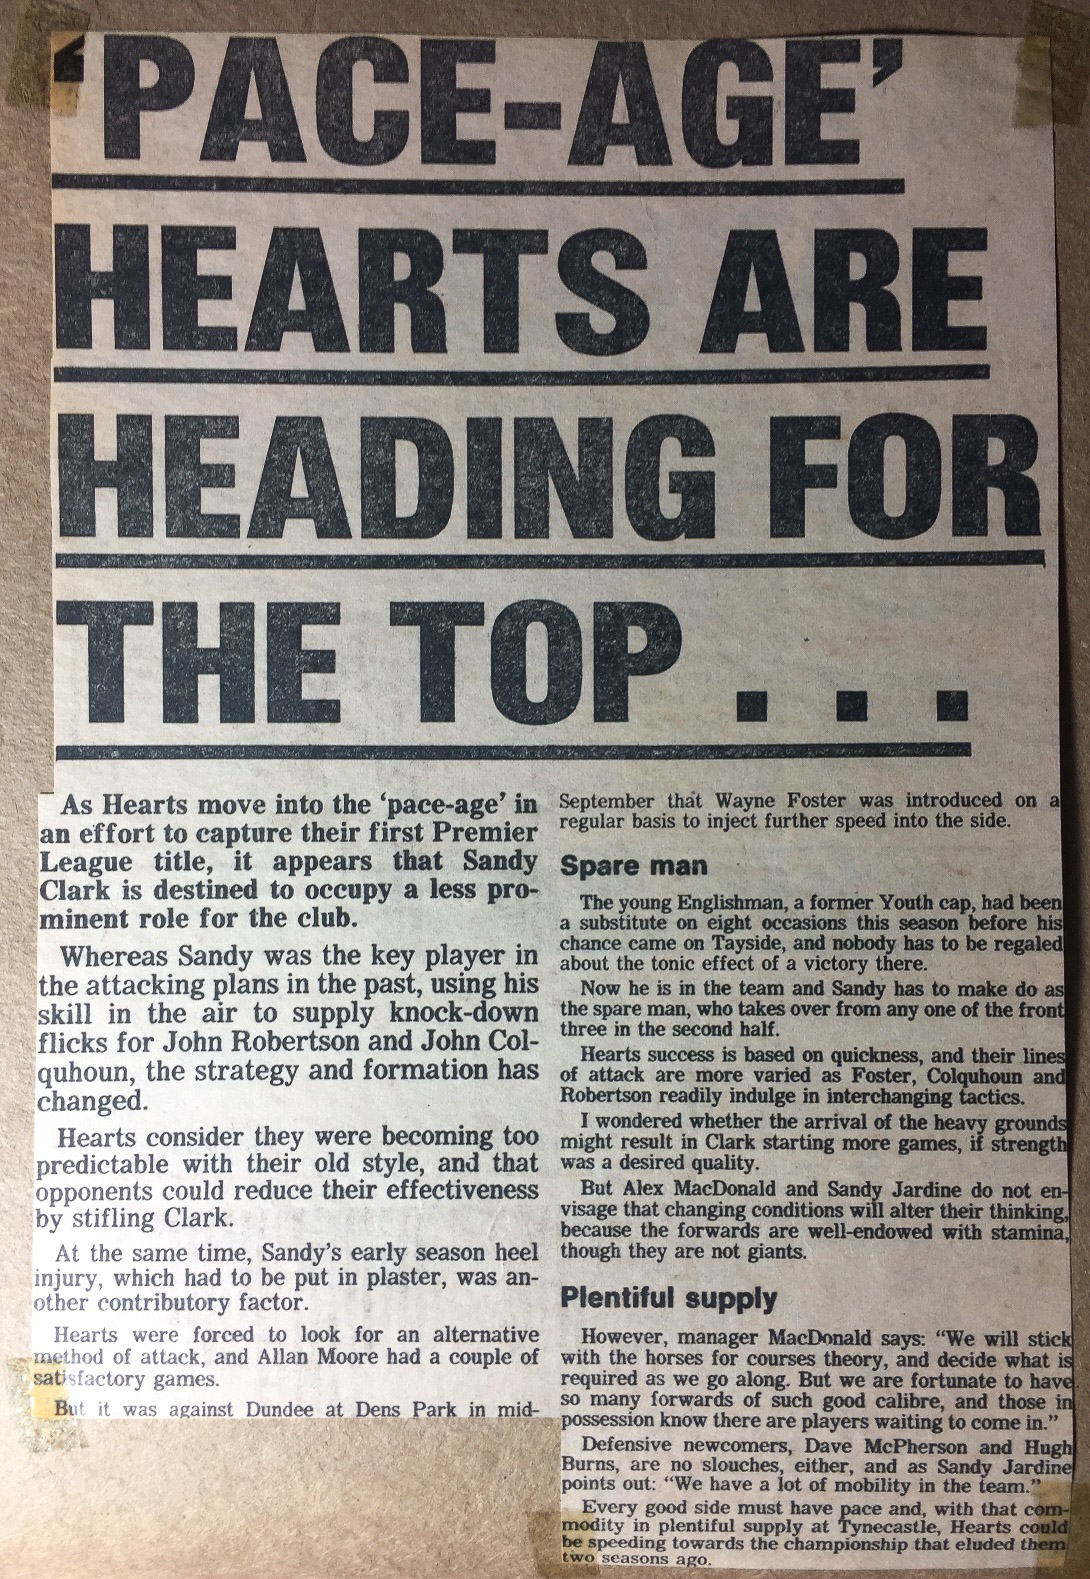 ‘PACE-AGE’
HEARTS ARE
HEADING FOR
THE TOP . . .
As Hearts move into the ‘pace-age’ in
an effort to capture their first Premier
League title, it appears that Sandy
Clark is destined to occupy a less pro-
minent role for the club.
Whereas Sandy was the key player in
the attacking plans in the past, using his
skill in the air to supply knock-down
flicks for John Robertson and John Col-
quhoun, the strategy and formation has
changed.
Hearts consider they were becoming too
predictable with their old style, and that
opponents could reduce their effectiveness
by stifling Clark.
At the same time, Sandy’s early season heel
injury, which had to be put in plaster, was an-
other contributory factor.
Hearts were forced to look for an alternative
method of attack, and Allan Moore had a couple of
satisfactory games.
But it was against Dundee at Dens Park in mid-
September that Wayne Foster was introduced on a
regular basis to inject further speed into the side.
Spare man
The young Englishman, a former Youth cap, had been
a substitute on eight occasions this season before his
chance came on Tayside, and nobody has to be regaled
about the tonic effect of a victory there.
Now he is in the team and Sandy has to make do as
the spare man, who takes over from any one of the front
three in the second half.
Hearts success is based on quickness, and their lines
of attack are more varied as Foster, Colquhoun and
Robertson readily indulge in interchanging tactics.
I wondered whether the arrival of the heavy grounds
might result in Clark starting more games, if strength
was a desired quality.
But Alex MacDonald and Sandy Jardine do not en-
visage that changing conditions will alter their thinking,
because the forwards are well-endowed with stamina,
though they are not giants.
Plentiful supply
However, manager MacDonald says: “We will stick
with the horses for courses theory, and decide what is
required as we go along. But we are fortunate to have
so many forwards of such good calibre, and those in
possession know there are players waiting to come in.”
Defensive newcomers, Dave McPherson and Hugh
Burns, are no slouches, either, and as Sandy Jardine
points out: “We have a lot of mobility in the team.”
Every good side must have pace and, with that com-
modity in plentiful supply at Tynecastle, Hearts could
be speeding towards the championship that eluded them
two seasons ago.